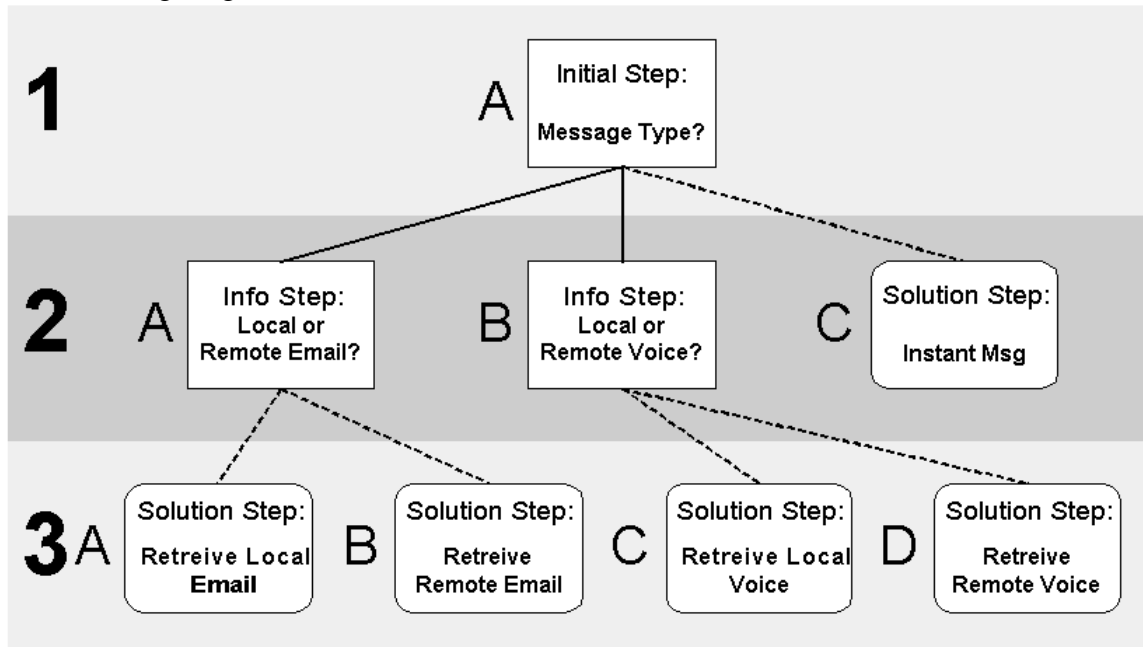 1
A
Initial Step:
Message Type?
2
A
Info Step:
Local or
Remote Email?
B
Info Step:
Local or
Remote Voice?
C
Solution Step:
Instant Msg
3
A
Solution Step:
Retreive Local
Email
B
Solution Step:
Retreive
Remote Email
C
Solution Step:
Retreive Local
Voice
D
Solution Step:
Retreive
Remote Voice